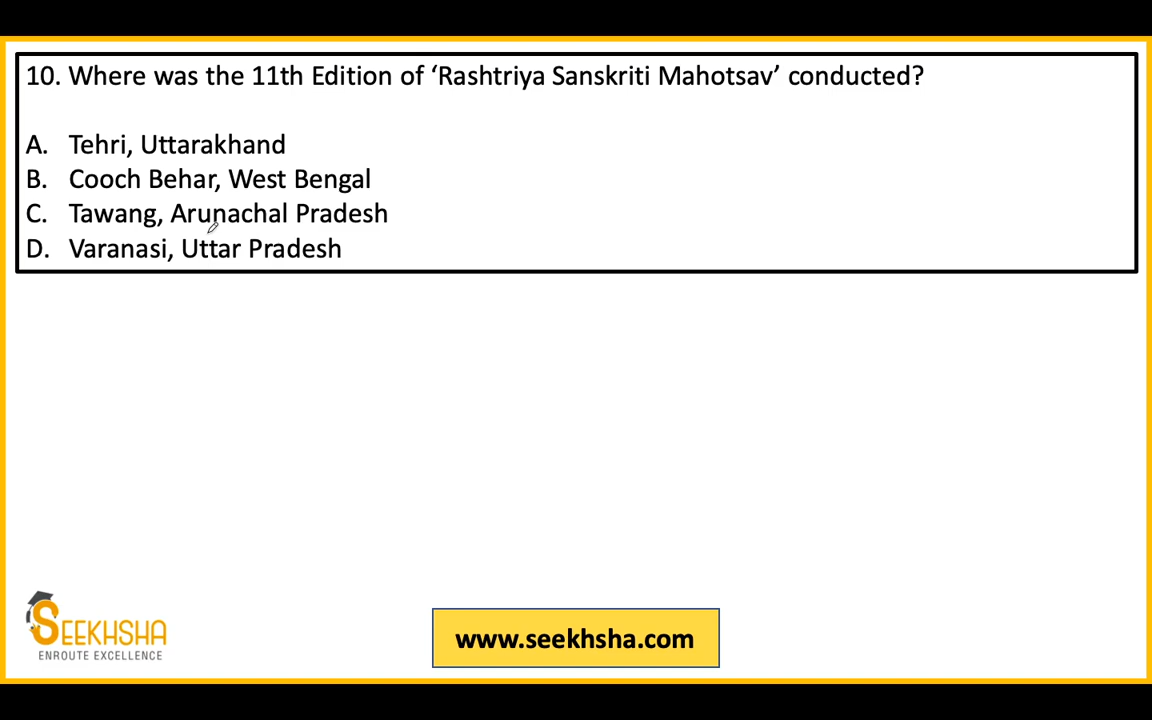 10. Where was the 11th Edition of ‘Rashtriya Sanskriti Mahotsav’ conducted?
A. Tehri, Uttarakhand
B. Cooch Behar, West Bengal
C. Tawang, Arunachal Pradesh
D. Varanasi, Uttar Pradesh
SEEKHSHA
ENROUTE EXCELLENCE
www.seekhsha.com